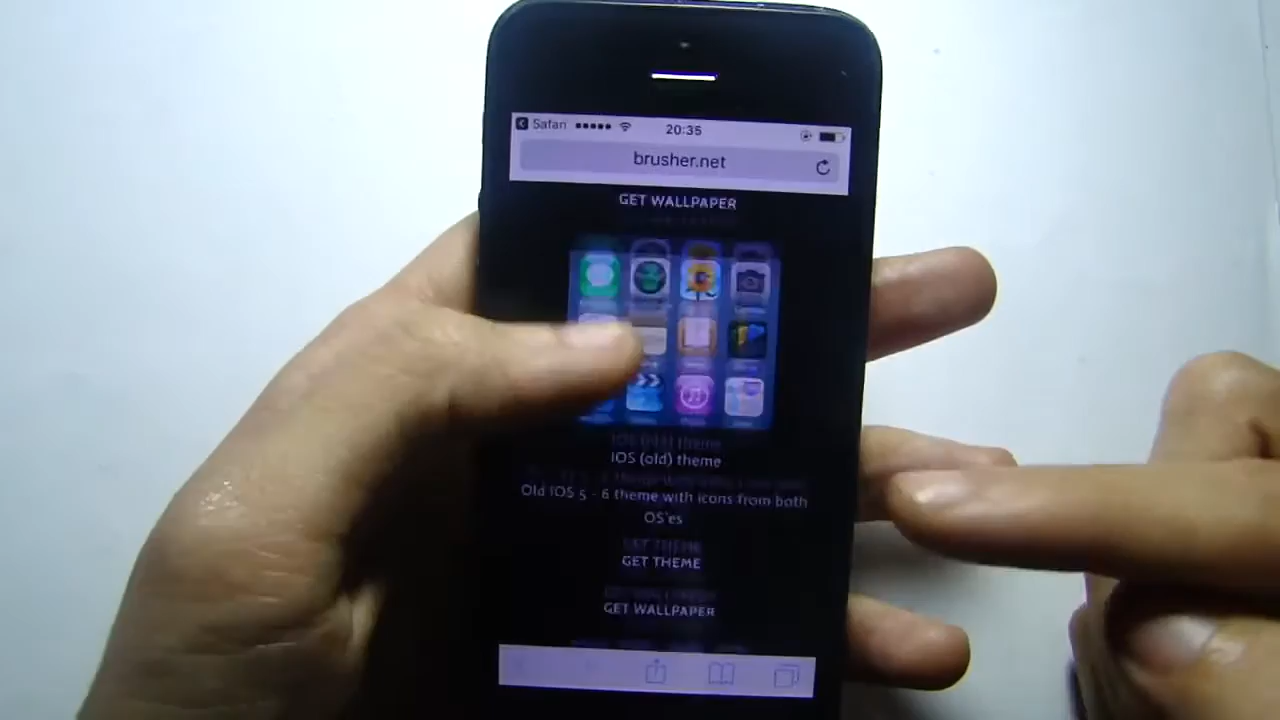 Safari
20:35
brusher.net
GET WALLPAPER
IOS (old) theme
Old IOS 5 - 6 theme with icons from both
OS'es
GET THEME
GET WALLPAPER